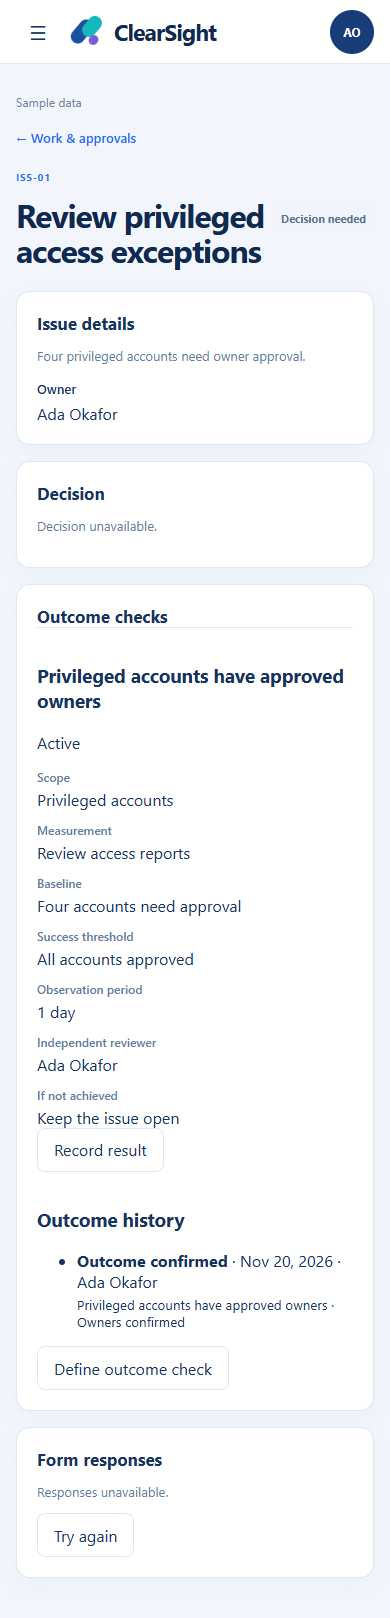 ☰ ClearSight AO
Sample data
← Work & approvals
ISS-01
Review privileged
access exceptions
Decision needed
Issue details
Four privileged accounts need owner approval.
Owner
Ada Okafor
Decision
Decision unavailable.
Outcome checks
Privileged accounts have approved
owners
Active
Scope
Privileged accounts
Measurement
Review access reports
Baseline
Four accounts need approval
Success threshold
All accounts approved
Observation period
1 day
Independent reviewer
Ada Okafor
If not achieved
Keep the issue open
Record result
Outcome history
• Outcome confirmed · Nov 20, 2026 ·
Ada Okafor
Privileged accounts have approved owners ·
Owners confirmed
Define outcome check
Form responses
Responses unavailable.
Try again